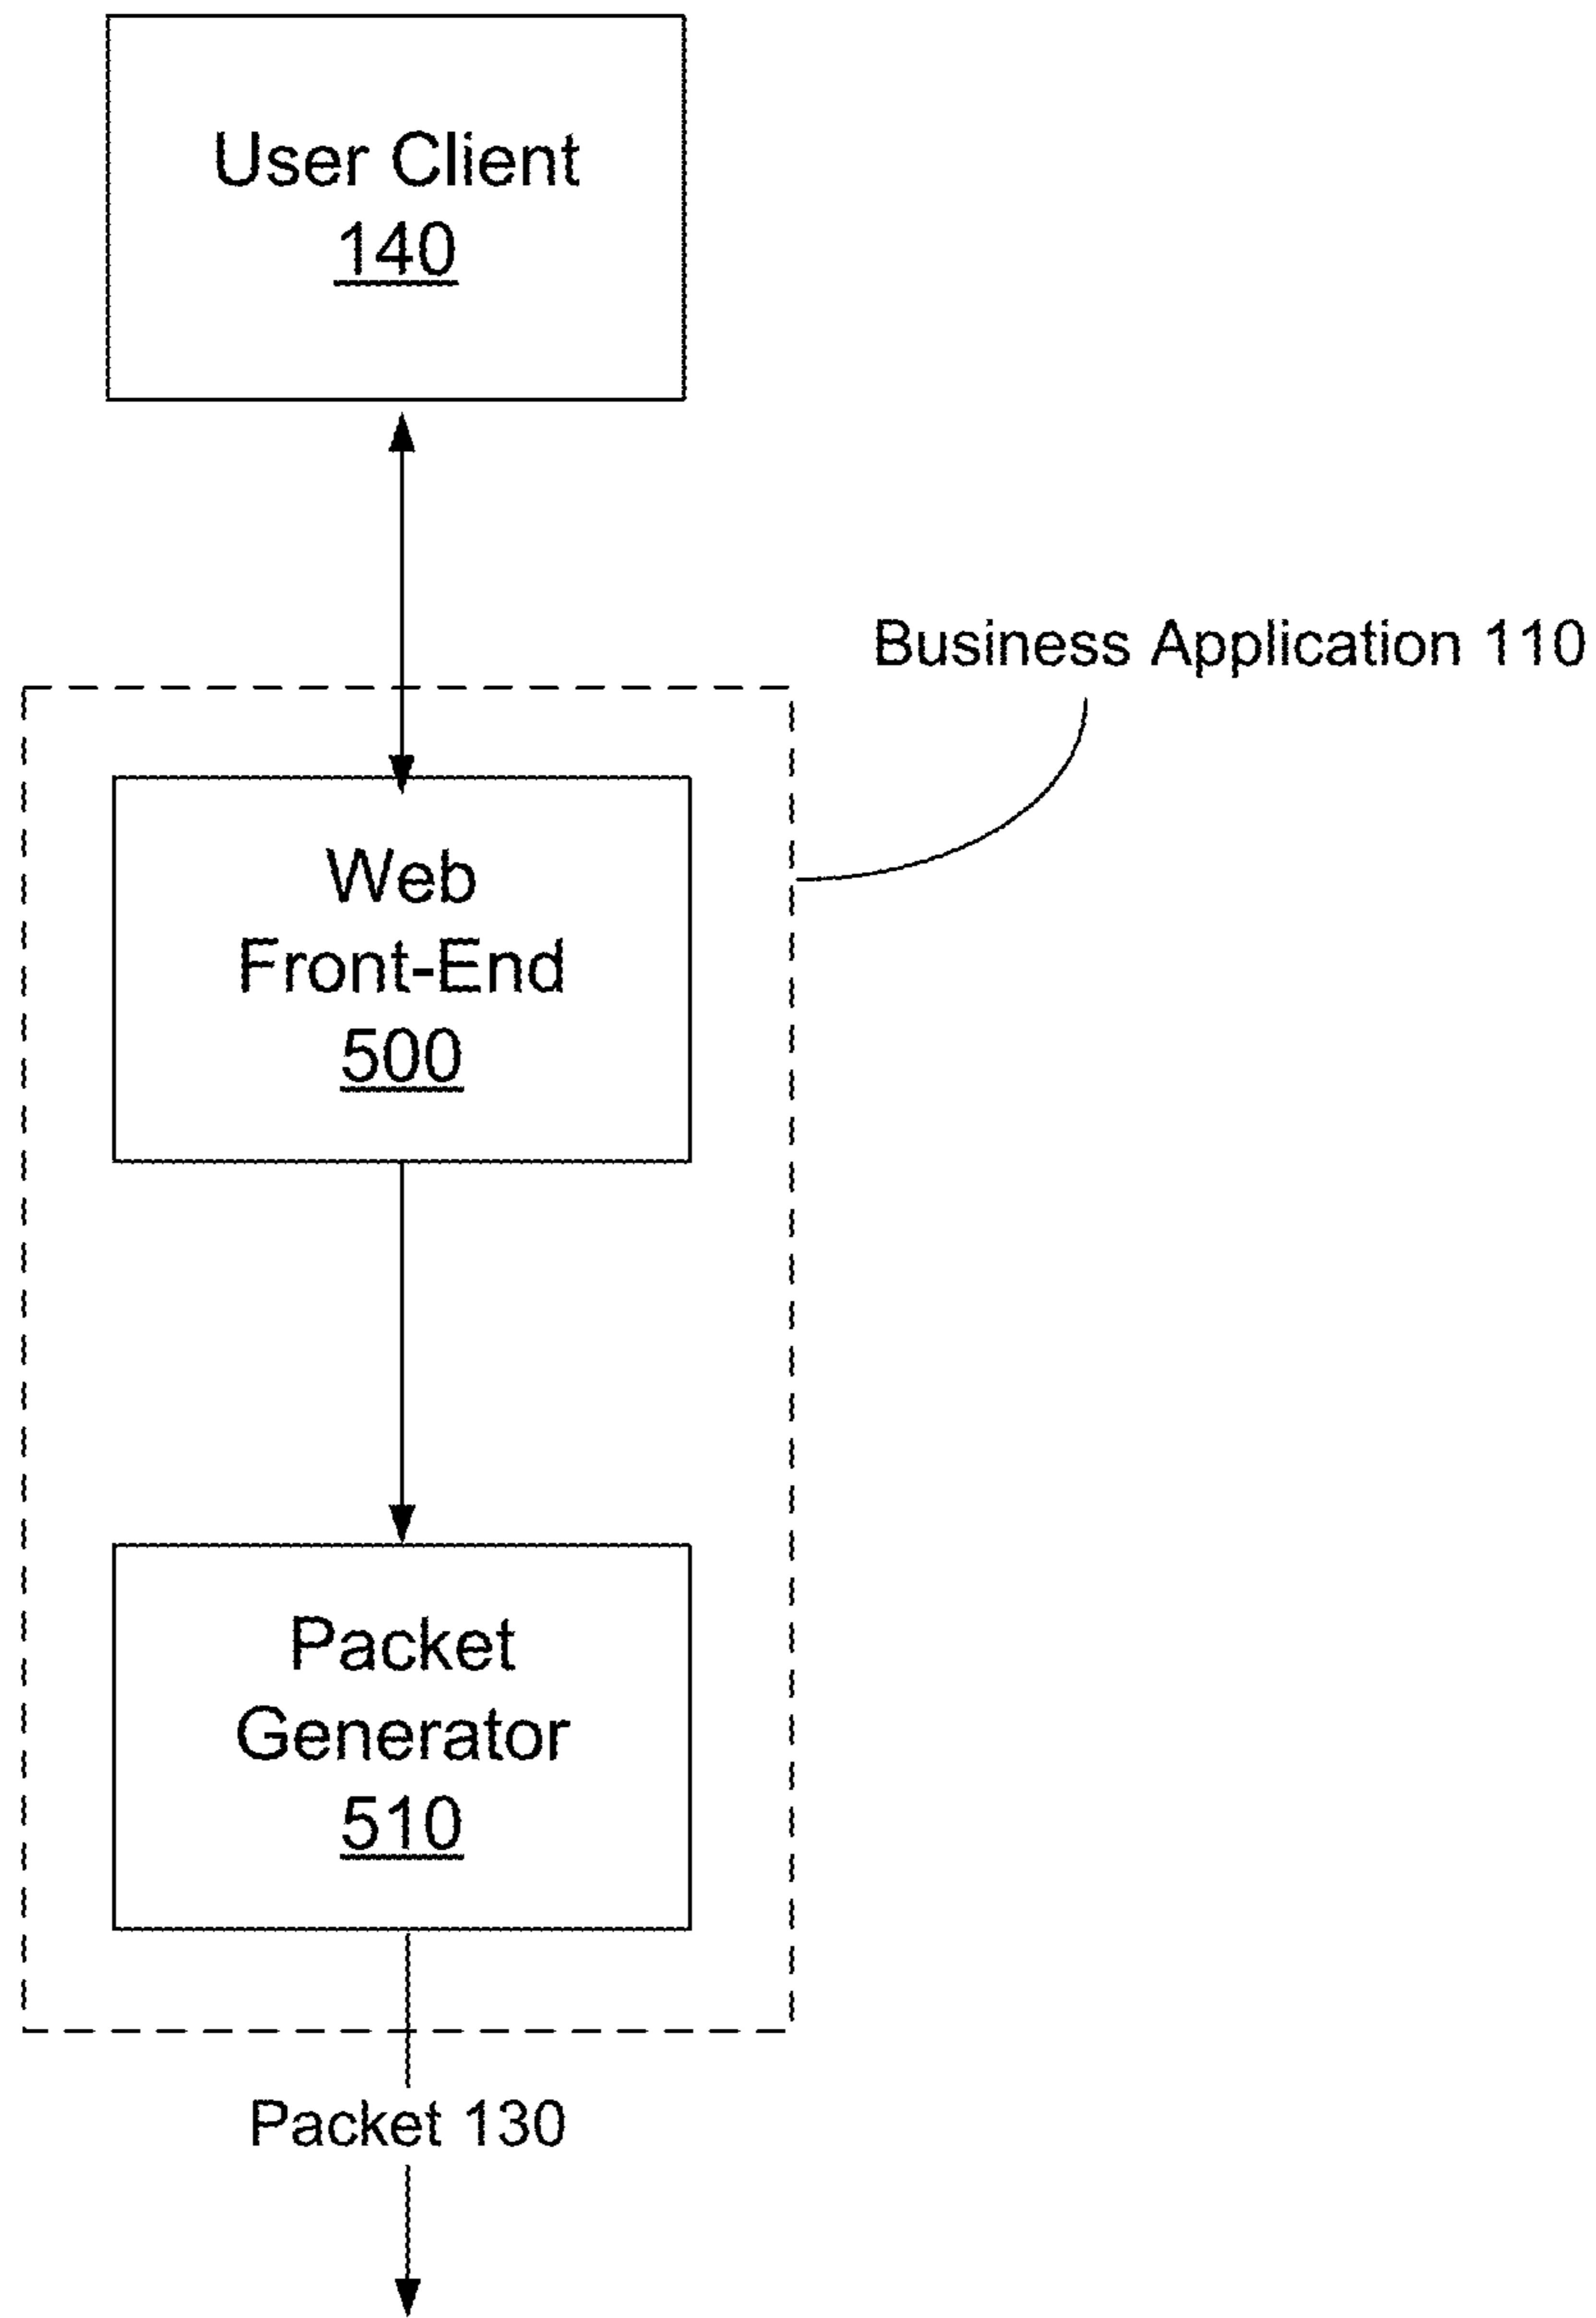 User Client
140
Business Application 110
Web
Front-End
500
Packet
Generator
510
Packet 130